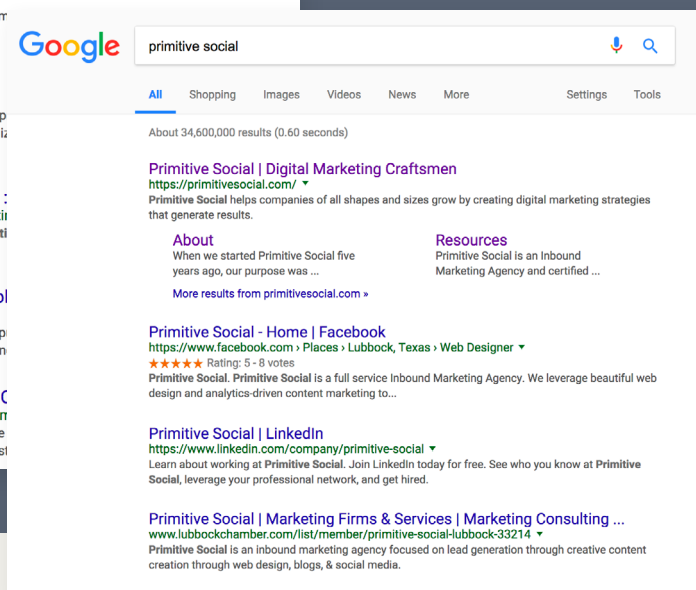 Google
primitive social
All Shopping Images Videos News More Settings Tools
About 34,600,000 results (0.60 seconds)
Primitive Social | Digital Marketing Craftsmen
https://primitivesocial.com/
Primitive Social helps companies of all shapes and sizes grow by creating digital marketing strategies
that generate results.
About
When we started Primitive Social five
years ago, our purpose was ...
Resources
Primitive Social is an Inbound
Marketing Agency and certified ...
More results from primitivesocial.com »
Primitive Social - Home | Facebook
https://www.facebook.com › Places › Lubbock, Texas › Web Designer
Rating: 5 - 8 votes
Primitive Social. Primitive Social is a full service Inbound Marketing Agency. We leverage beautiful web
design and analytics-driven content marketing to...
Primitive Social | LinkedIn
https://www.linkedin.com/company/primitive-social
Learn about working at Primitive Social. Join LinkedIn today for free. See who you know at Primitive
Social, leverage your professional network, and get hired.
Primitive Social | Marketing Firms & Services | Marketing Consulting ...
www.lubbockchamber.com/list/member/primitive-social-lubbock-33214
Primitive Social is an inbound marketing agency focused on lead generation through creative content
creation through web design, blogs, & social media.